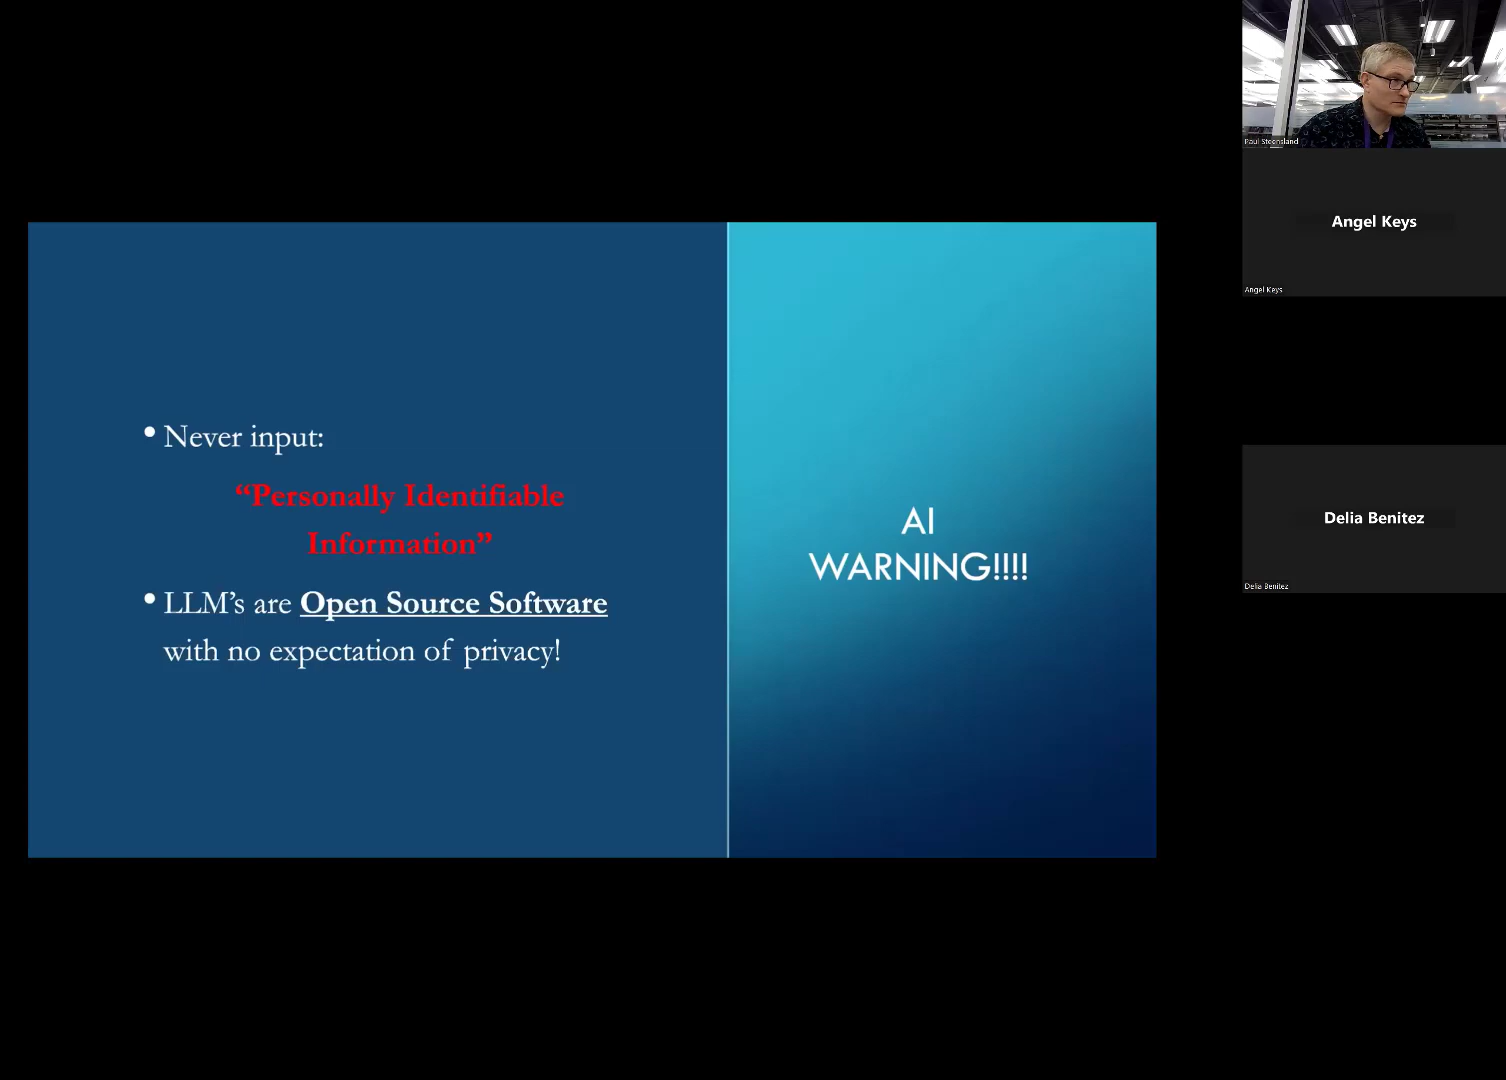 • Never input:
“Personally Identifiable
Information”
• LLM’s are Open Source Software
with no expectation of privacy!
AI
WARNING!!!!
Paul Steensland
Angel Keys
Angel Keys
Delia Benitez
Delia Benitez